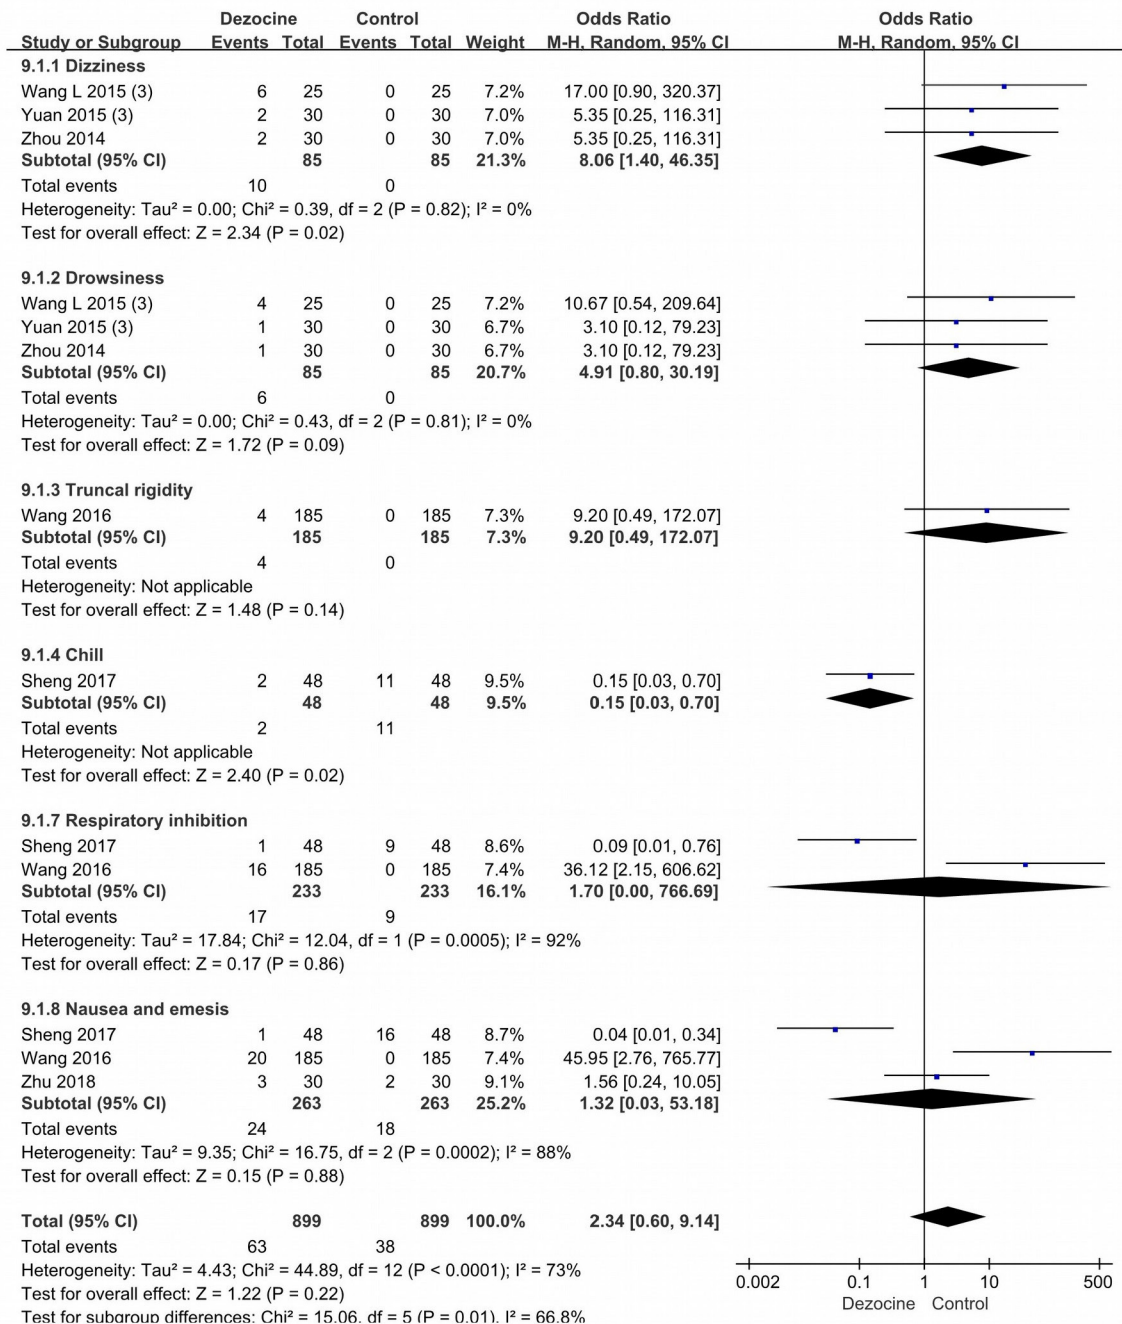 Dezocine Control Odds Ratio Odds Ratio
Study or Subgroup Events Total Events Total Weight M-H, Random, 95% CI M-H, Random, 95% CI
9.1.1 Dizziness
Wang L 2015 (3) 6 25 0 25 7.2% 17.00 [0.90, 320.37]
Yuan 2015 (3) 2 30 0 30 7.0% 5.35 [0.25, 116.31]
Zhou 2014 2 30 0 30 7.0% 5.35 [0.25, 116.31]
Subtotal (95% CI) 85 85 21.3% 8.06 [1.40, 46.35]
Total events 10 0
Heterogeneity: Tau² = 0.00; Chi² = 0.39, df = 2 (P = 0.82); I² = 0%
Test for overall effect: Z = 2.34 (P = 0.02)
9.1.2 Drowsiness
Wang L 2015 (3) 4 25 0 25 7.2% 10.67 [0.54, 209.64]
Yuan 2015 (3) 1 30 0 30 6.7% 3.10 [0.12, 79.23]
Zhou 2014 1 30 0 30 6.7% 3.10 [0.12, 79.23]
Subtotal (95% CI) 85 85 20.7% 4.91 [0.80, 30.19]
Total events 6 0
Heterogeneity: Tau² = 0.00; Chi² = 0.43, df = 2 (P = 0.81); I² = 0%
Test for overall effect: Z = 1.72 (P = 0.09)
9.1.3 Truncal rigidity
Wang 2016 4 185 0 185 7.3% 9.20 [0.49, 172.07]
Subtotal (95% CI) 185 185 7.3% 9.20 [0.49, 172.07]
Total events 4 0
Heterogeneity: Not applicable
Test for overall effect: Z = 1.48 (P = 0.14)
9.1.4 Chill
Sheng 2017 2 48 11 48 9.5% 0.15 [0.03, 0.70]
Subtotal (95% CI) 48 48 9.5% 0.15 [0.03, 0.70]
Total events 2 11
Heterogeneity: Not applicable
Test for overall effect: Z = 2.40 (P = 0.02)
9.1.7 Respiratory inhibition
Sheng 2017 1 48 9 48 8.6% 0.09 [0.01, 0.76]
Wang 2016 16 185 0 185 7.4% 36.12 [2.15, 606.62]
Subtotal (95% CI) 233 233 16.1% 1.70 [0.00, 766.69]
Total events 17 9
Heterogeneity: Tau² = 17.84; Chi² = 12.04, df = 1 (P = 0.0005); I² = 92%
Test for overall effect: Z = 0.17 (P = 0.86)
9.1.8 Nausea and emesis
Sheng 2017 1 48 16 48 8.7% 0.04 [0.01, 0.34]
Wang 2016 20 185 0 185 7.4% 45.95 [2.76, 765.77]
Zhu 2018 3 30 2 30 9.1% 1.56 [0.24, 10.05]
Subtotal (95% CI) 263 263 25.2% 1.32 [0.03, 53.18]
Total events 24 18
Heterogeneity: Tau² = 9.35; Chi² = 16.75, df = 2 (P = 0.0002); I² = 88%
Test for overall effect: Z = 0.15 (P = 0.88)
Total (95% CI) 899 899 100.0% 2.34 [0.60, 9.14]
Total events 63 38
Heterogeneity: Tau² = 4.43; Chi² = 44.89, df = 12 (P < 0.0001); I² = 73%
Test for overall effect: Z = 1.22 (P = 0.22)
Test for subgroup differences: Chi² = 15.06, df = 5 (P = 0.01), I² = 66.8%
0.002 0.1 1 10 500
Dezocine Control